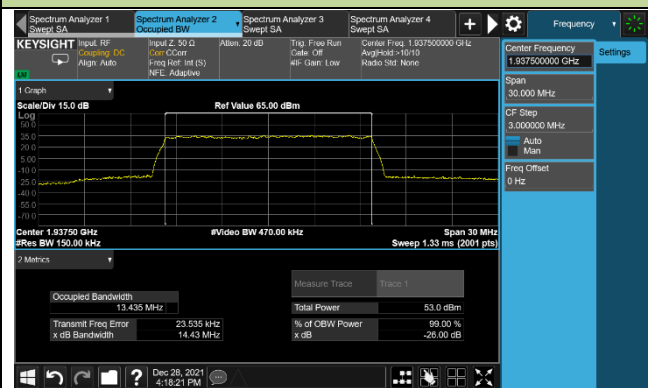 Spectrum Analyzer 1
Swept SA
Spectrum Analyzer 2
Occupied BW
Spectrum Analyzer 3
Swept SA
Spectrum Analyzer 4
Swept SA
Frequency
KEYSIGHT
Input: RF
Coupling: DC
Align: Auto
Input Z: 50 Ω
Corr CCorr
Freq Ref: Int (S)
NFE: Adaptive
Atten: 20 dB
Trig: Free Run
Gate: Off
#IF Gain: Low
Center Freq: 1.937500000 GHz
Avg|Hold:>10/10
Radio Std: None
LM
Center Frequency
1.937500000 GHz
Settings
Span
30.000 MHz
CF Step
3.000000 MHz
Auto
Man
Freq Offset
0 Hz
1 Graph
Scale/Div 15.0 dB
Ref Value 65.00 dBm
Log
50.0
35.0
20.0
5.00
-10.0
-25.0
-40.0
-55.0
-70.0
Center 1.93750 GHz
#Video BW 470.00 kHz
Span 30 MHz
#Res BW 150.00 kHz
Sweep 1.33 ms (2001 pts)
2 Metrics
Measure Trace
Trace 1
Occupied Bandwidth
13.435 MHz
Total Power
53.0 dBm
Transmit Freq Error
23.535 kHz
% of OBW Power
99.00 %
x dB Bandwidth
14.43 MHz
x dB
-26.00 dB
?
Dec 28, 2021
4:18:21 PM